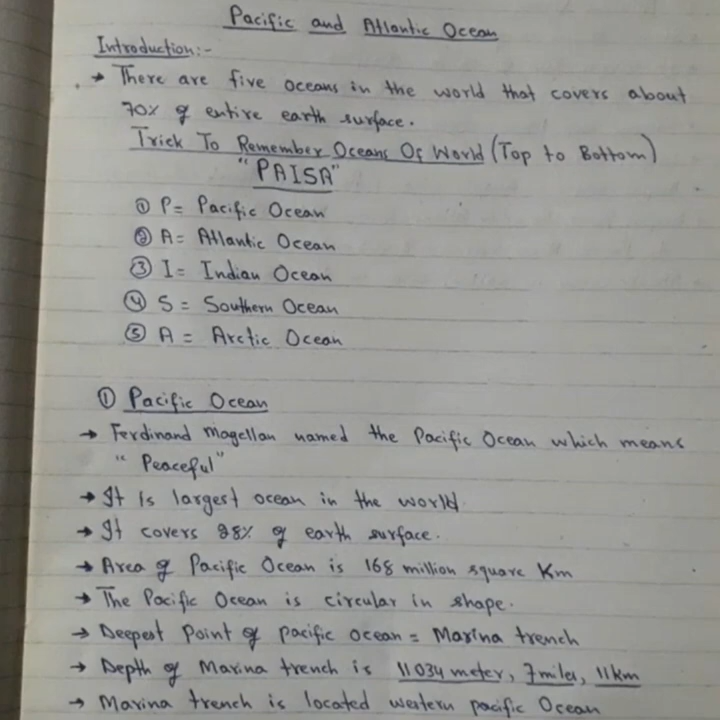 Pacific and Atlantic Ocean
Introduction:-
→ There are five oceans in the world that covers about
70% of entire earth surface.
Trick To Remember Oceans Of World (Top to Bottom)
"PAISA"
① P = Pacific Ocean
② A = Atlantic Ocean
③ I = Indian Ocean
④ S = Southern Ocean
⑤ A = Arctic Ocean
① Pacific Ocean
→ Ferdinand Magellan named the Pacific Ocean which means
"Peaceful"
→ It is largest ocean in the world
→ It covers 28% of earth surface.
→ Area of Pacific Ocean is 168 million square Km
→ The Pacific Ocean is circular in shape.
→ Deepest Point of pacific ocean = Marina trench
→ Depth of Marina trench is 11034 meter, 7miles, 11km
→ Marina trench is located western pacific Ocean